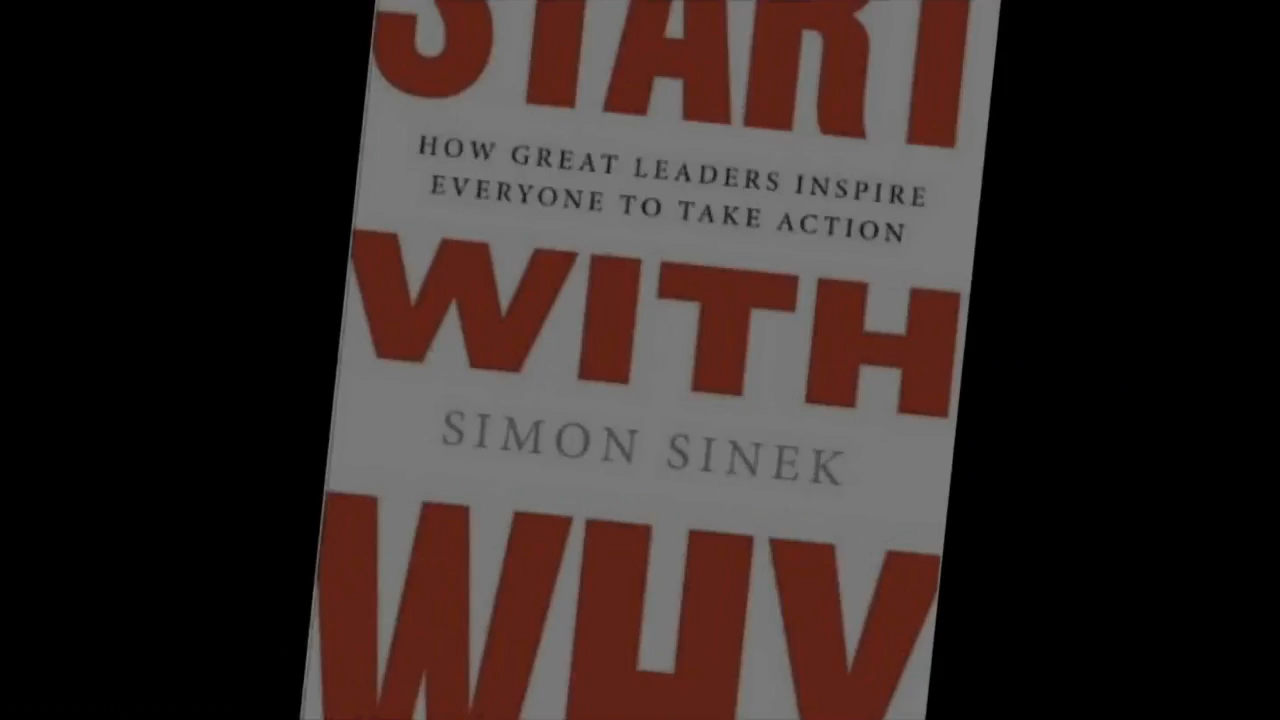 START
HOW GREAT LEADERS INSPIRE
EVERYONE TO TAKE ACTION
WITH
SIMON SINEK
WHY